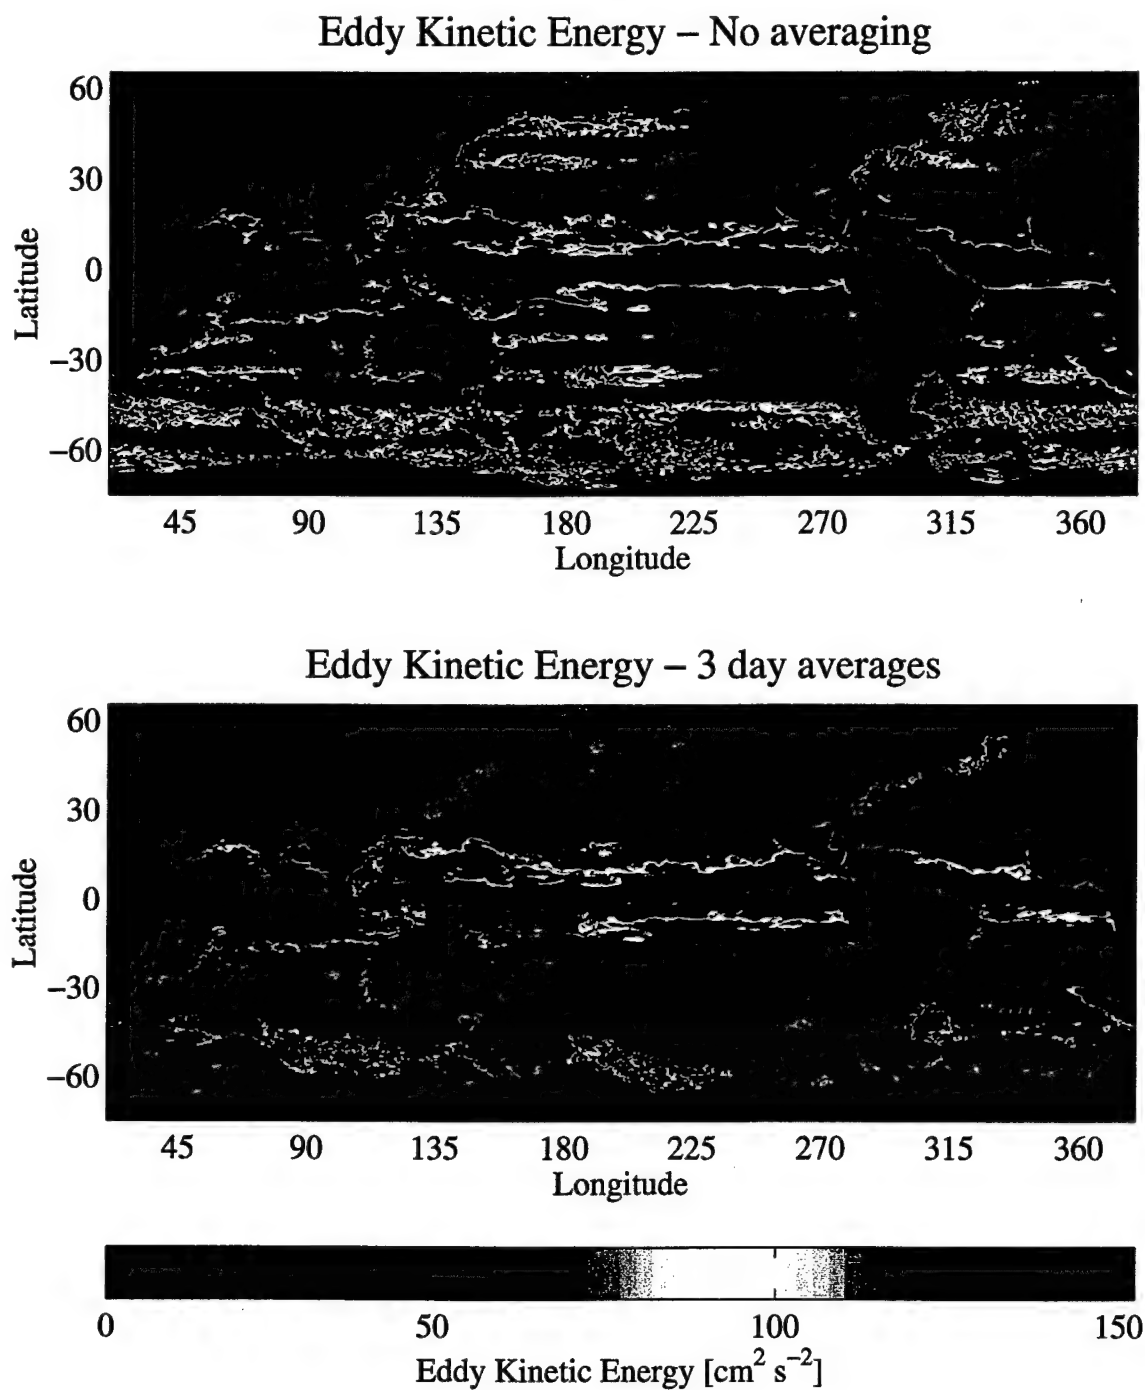 Eddy Kinetic Energy – No averaging
60
30
0
−30
−60
Latitude
45 90 135 180 225 270 315 360
Longitude
Eddy Kinetic Energy – 3 day averages
60
30
0
−30
−60
Latitude
45 90 135 180 225 270 315 360
Longitude
0 50 100 150
Eddy Kinetic Energy [cm² s⁻²]